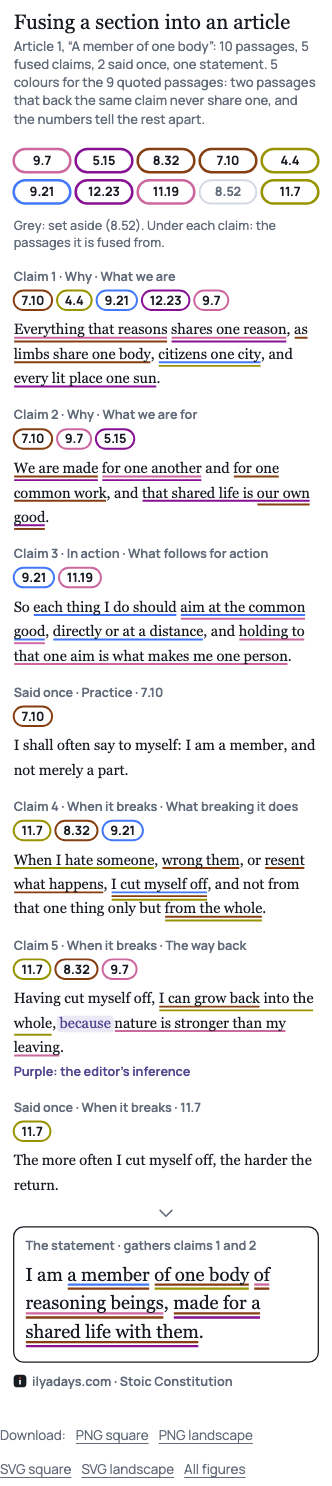 Fusing a section into an article
Article 1, “A member of one body”: 10 passages, 5
fused claims, 2 said once, one statement. 5
colours for the 9 quoted passages: two passages
that back the same claim never share one, and
the numbers tell the rest apart.
9.7 5.15 8.32 7.10 4.4
9.21 12.23 11.19 8.52 11.7
Grey: set aside (8.52). Under each claim: the
passages it is fused from.
Claim 1 · Why · What we are
7.10 4.4 9.21 12.23 9.7
Everything that reasons shares one reason, as
limbs share one body, citizens one city, and
every lit place one sun.
Claim 2 · Why · What we are for
7.10 9.7 5.15
We are made for one another and for one
common work, and that shared life is our own
good.
Claim 3 · In action · What follows for action
9.21 11.19
So each thing I do should aim at the common
good, directly or at a distance, and holding to
that one aim is what makes me one person.
Said once · Practice · 7.10
7.10
I shall often say to myself: I am a member, and
not merely a part.
Claim 4 · When it breaks · What breaking it does
11.7 8.32 9.21
When I hate someone, wrong them, or resent
what happens, I cut myself off, and not from
that one thing only but from the whole.
Claim 5 · When it breaks · The way back
11.7 8.32 9.7
Having cut myself off, I can grow back into the
whole, because nature is stronger than my
leaving.
Purple: the editor’s inference
Said once · When it breaks · 11.7
11.7
The more often I cut myself off, the harder the
return.
The statement · gathers claims 1 and 2
I am a member of one body of
reasoning beings, made for a
shared life with them.
ilyadays.com · Stoic Constitution
Download: PNG square PNG landscape
SVG square SVG landscape All figures